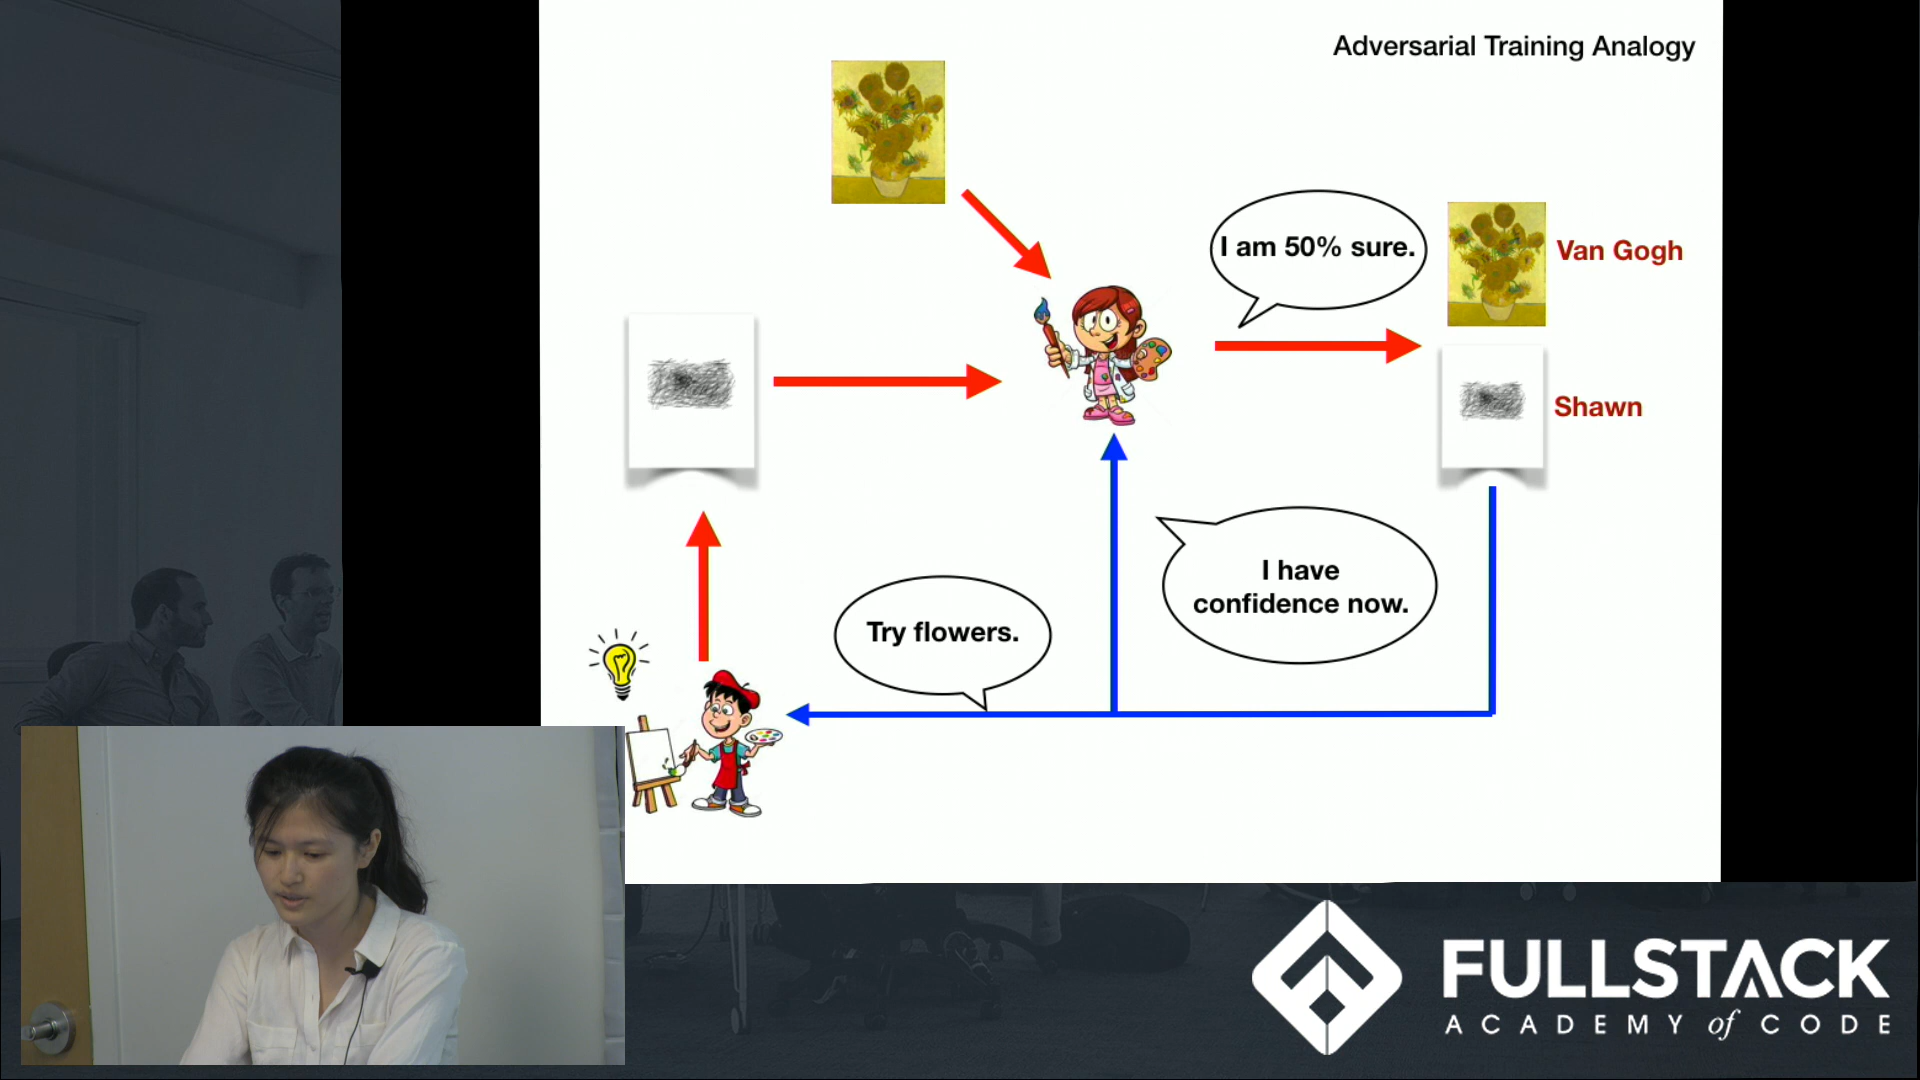 Adversarial Training Analogy
I am 50% sure.
Van Gogh
Shawn
I have
confidence now.
Try flowers.
FULLSTACK
ACADEMY of CODE